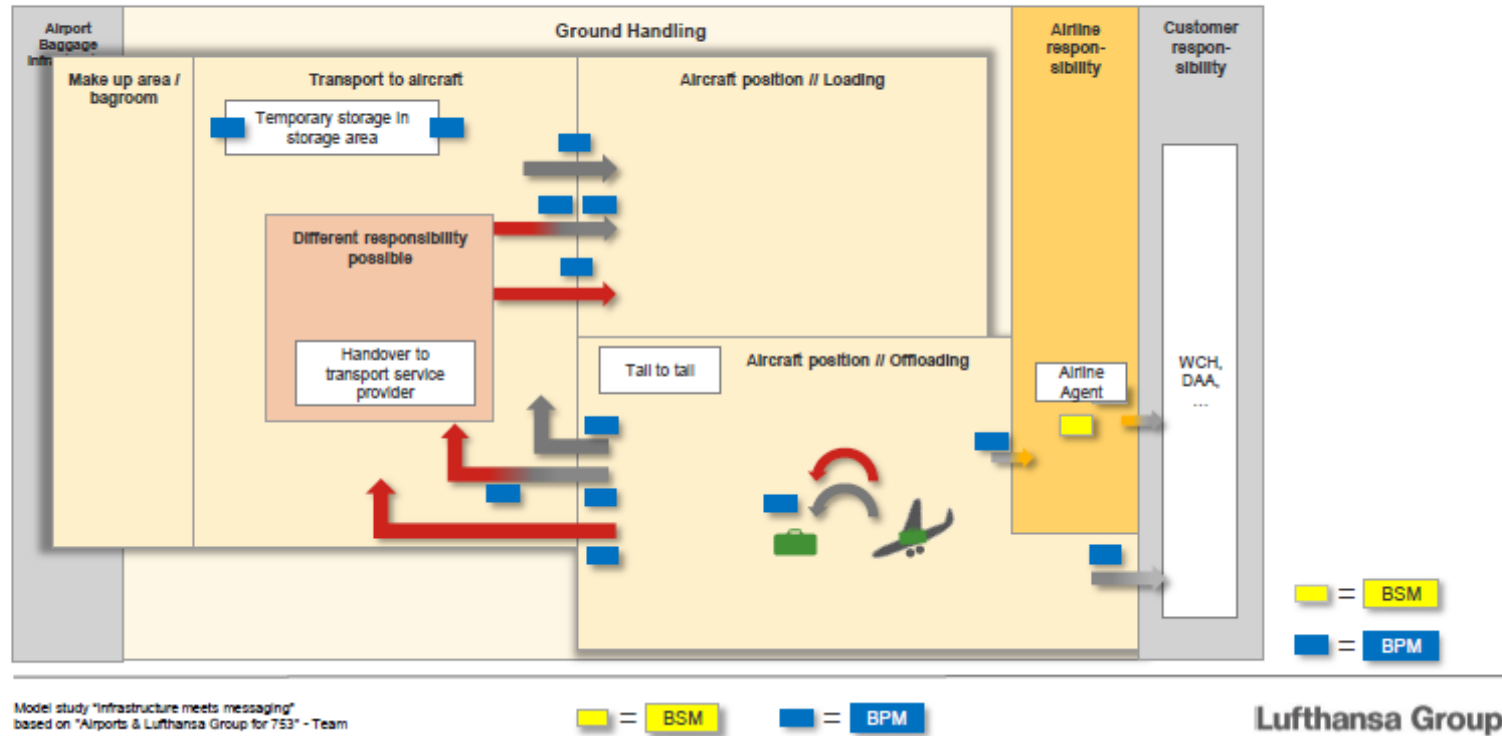 Airport
Baggage
Ground Handling
Airline
respon-
sibility
Customer
respon-
sibility
Make up area /
bagroom
Transport to aircraft
Aircraft position // Loading
Temporary storage in
storage area
Different responsibility
possible
Handover to
transport service
provider
Tail to tail
Aircraft position // Offloading
Airline
Agent
WCH,
DAA,
...
= BSM
= BPM
Model study "Infrastructure meets messaging"
based on "Airports & Lufthansa Group for 753" - Team
= BSM
= BPM
Lufthansa Group